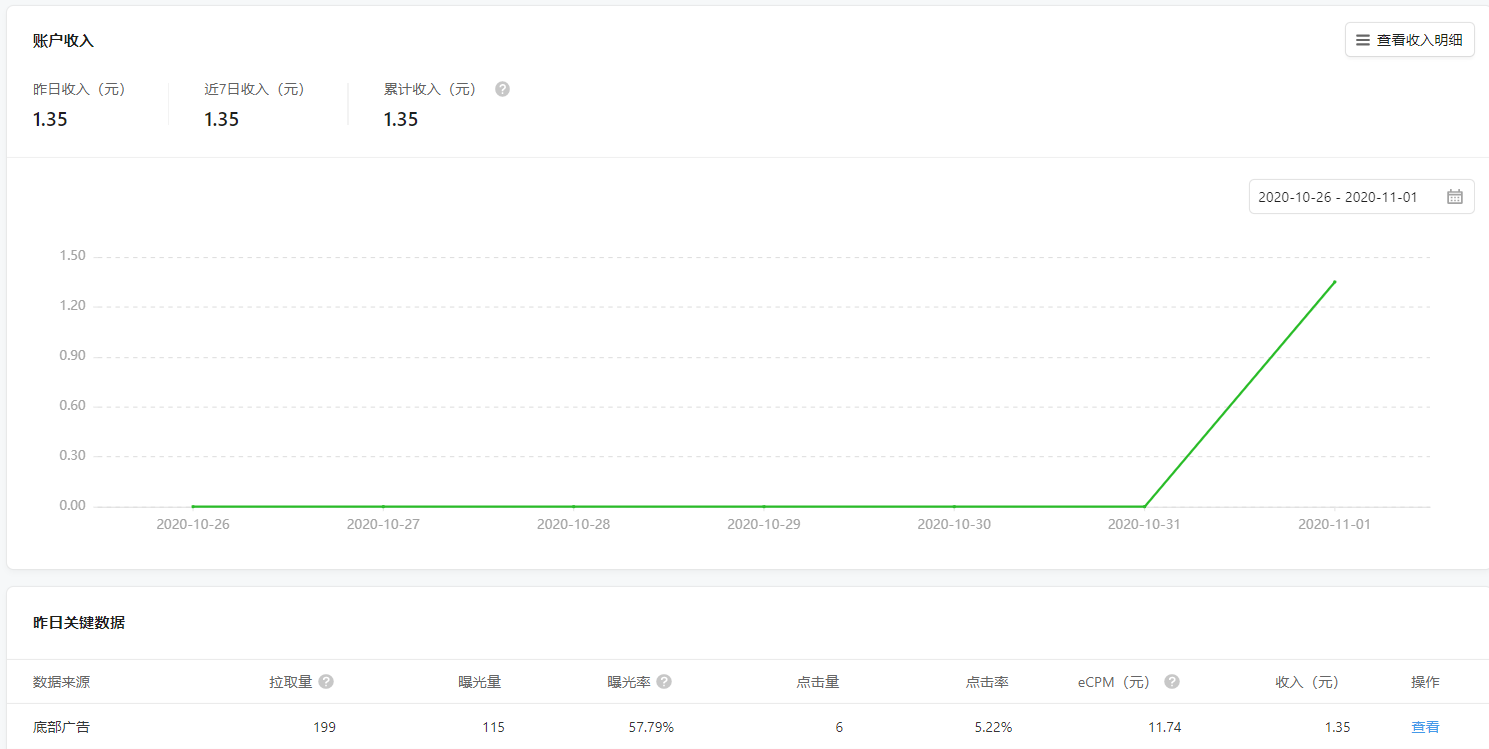 账户收入
查看收入明细
昨日收入（元） 近7日收入（元） 累计收入（元） ?
1.35 1.35 1.35
2020-10-26 - 2020-11-01
1.50
1.20
0.90
0.60
0.30
0.00
2020-10-26 2020-10-27 2020-10-28 2020-10-29 2020-10-30 2020-10-31 2020-11-01
昨日关键数据
数据来源 拉取量 ? 曝光量 曝光率 ? 点击量 点击率 eCPM（元） ? 收入（元） 操作
底部广告 199 115 57.79% 6 5.22% 11.74 1.35 查看